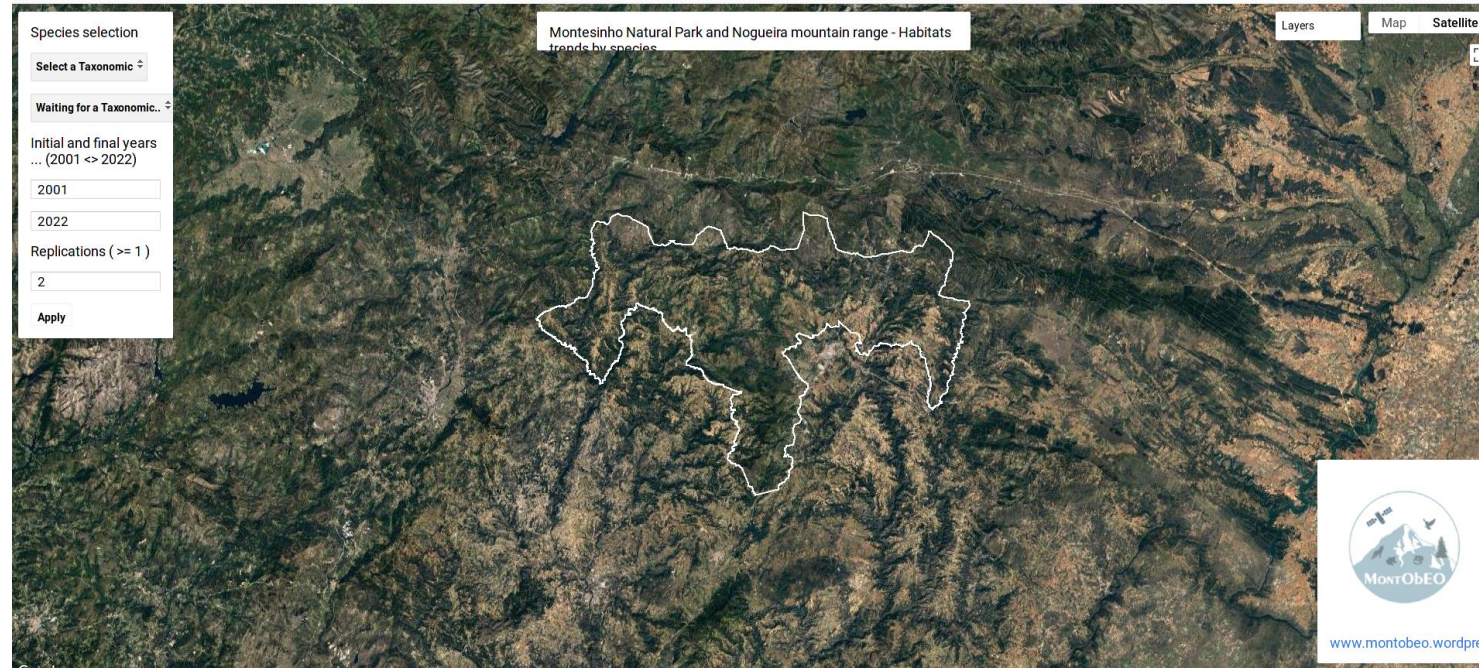 Species selection
Select a Taxonomic
Waiting for a Taxonomic..
Initial and final years
... (2001 <> 2022)
2001
2022
Replications ( >= 1 )
2
Apply
Montesinho Natural Park and Nogueira mountain range - Habitats
trends by species
Layers
Map Satellite
MONTOBEO
www.montobeo.wordpre